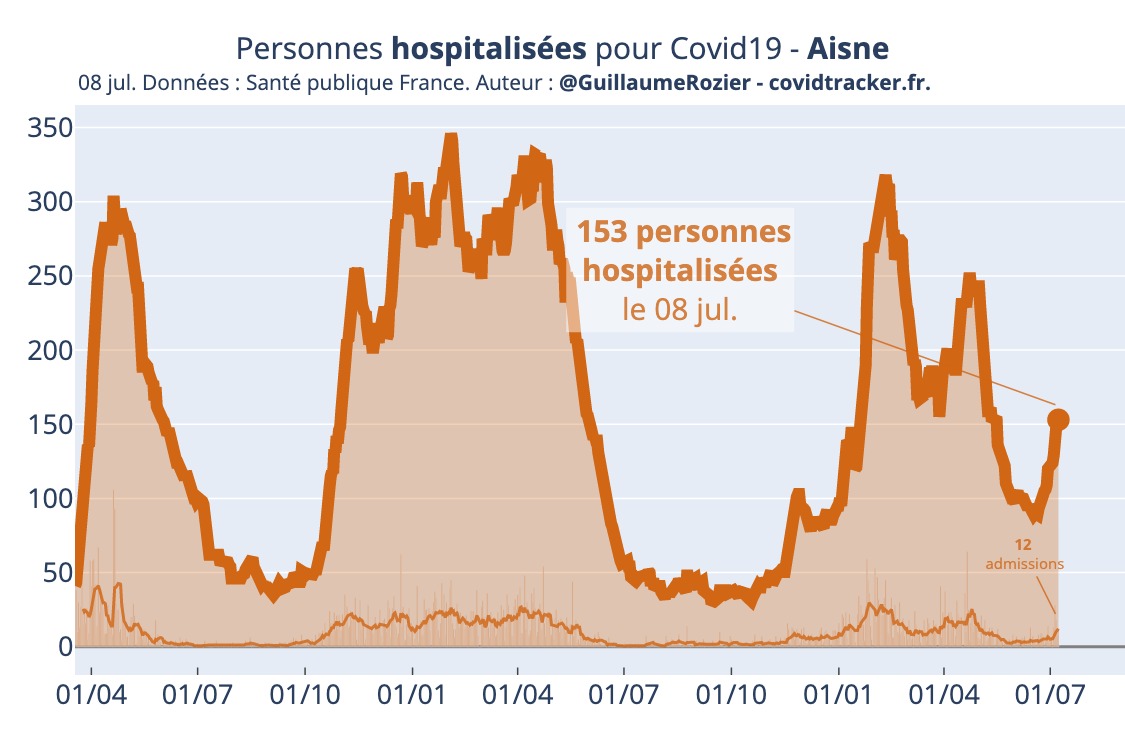 Personnes hospitalisées pour Covid19 - Aisne
08 jul. Données : Santé publique France. Auteur : @GuillaumeRozier - covidtracker.fr.
350
300
250
200
150
100
50
0
153 personnes
hospitalisées
le 08 jul.
12
admissions
01/04 01/07 01/10 01/01 01/04 01/07 01/10 01/01 01/04 01/07